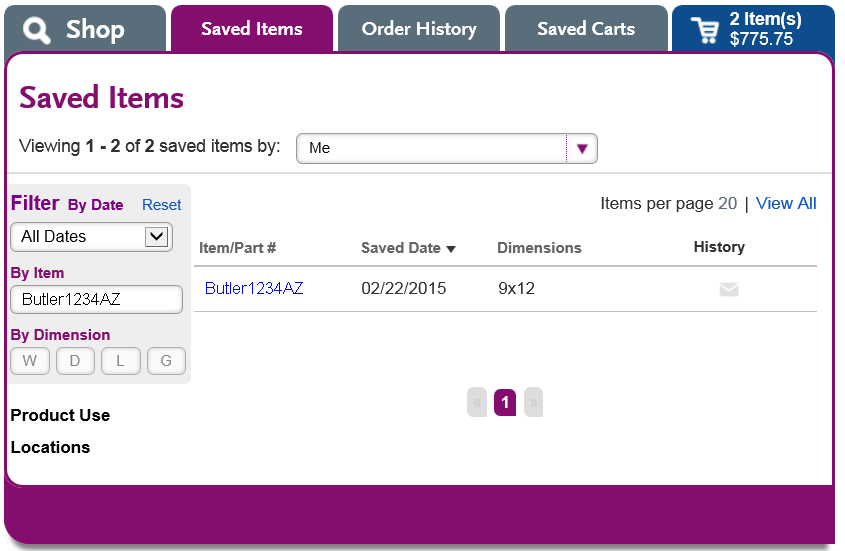 Shop
Saved Items
Order History
Saved Carts
2 Item(s)
$775.75
Saved Items
Viewing 1 - 2 of 2 saved items by:
Me
Filter By Date Reset
All Dates
By Item
Butler1234AZ
By Dimension
W D L G
Product Use
Locations
Items per page 20 | View All
Item/Part # Saved Date Dimensions History
Butler1234AZ 02/22/2015 9x12
« 1 »